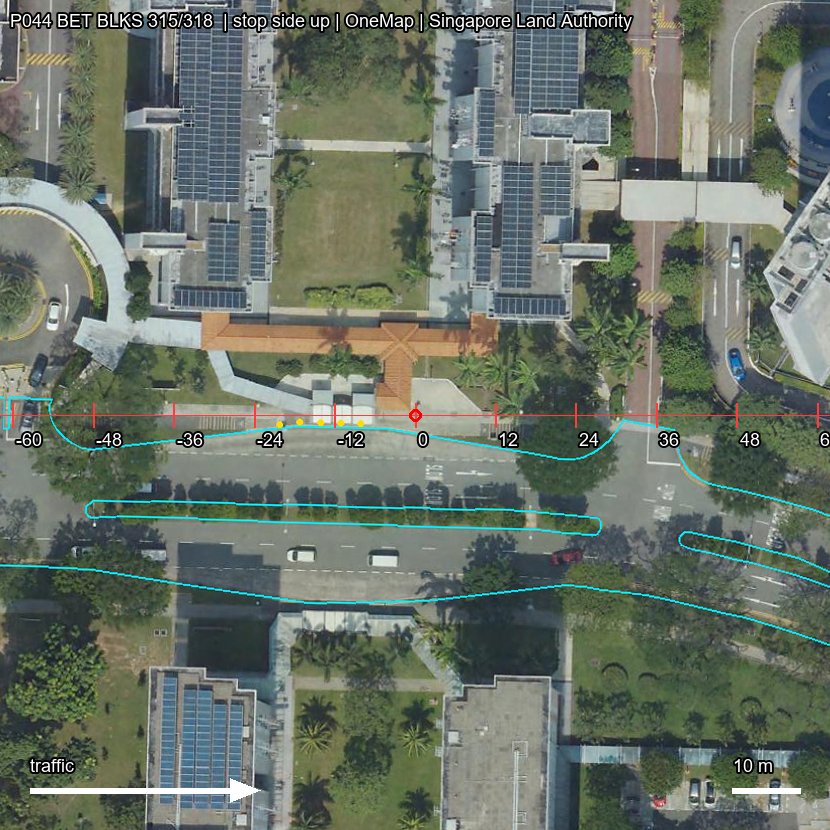 P044 BET BLKS 315/318 | stop side up | OneMap | Singapore Land Authority
-60 -48 -36 -24 -12 0 12 24 36 48 6
traffic
10 m